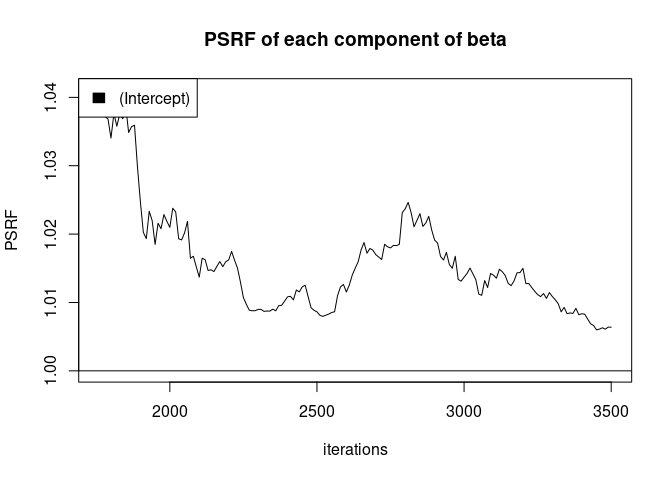 PSRF of each component of beta
(Intercept)
PSRF
1.04
1.03
1.02
1.01
1.00
2000 2500 3000 3500
iterations